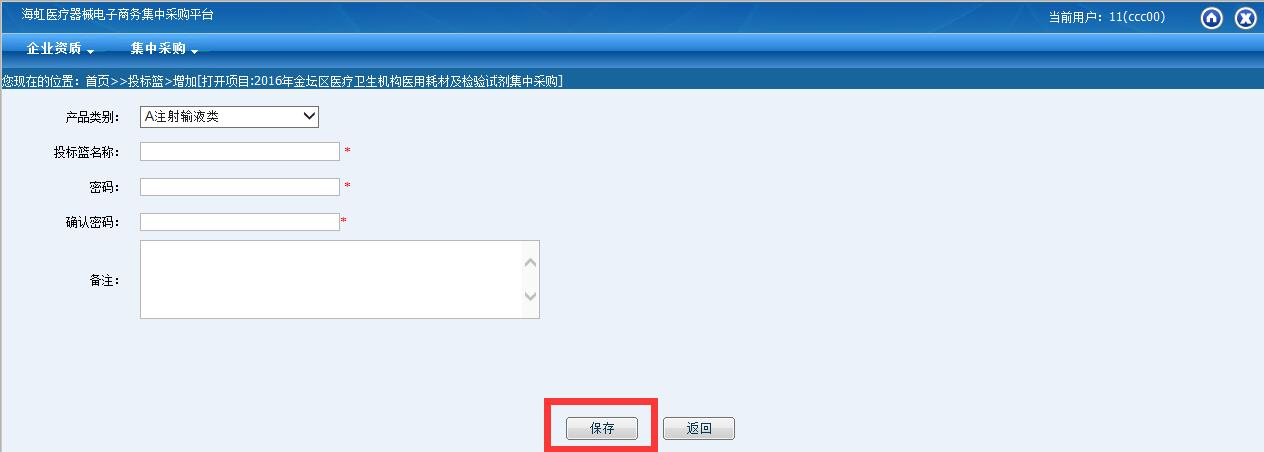 海虹医疗器械电子商务集中采购平台
当前用户：11(ccc00)
企业资质 集中采购
您现在的位置：首页>>投标篮>增加[打开项目:2016年金坛区医疗卫生机构医用耗材及检验试剂集中采购]
产品类别： A注射输液类
投标篮名称： *
密码： *
确认密码： *
备注：
保存 返回